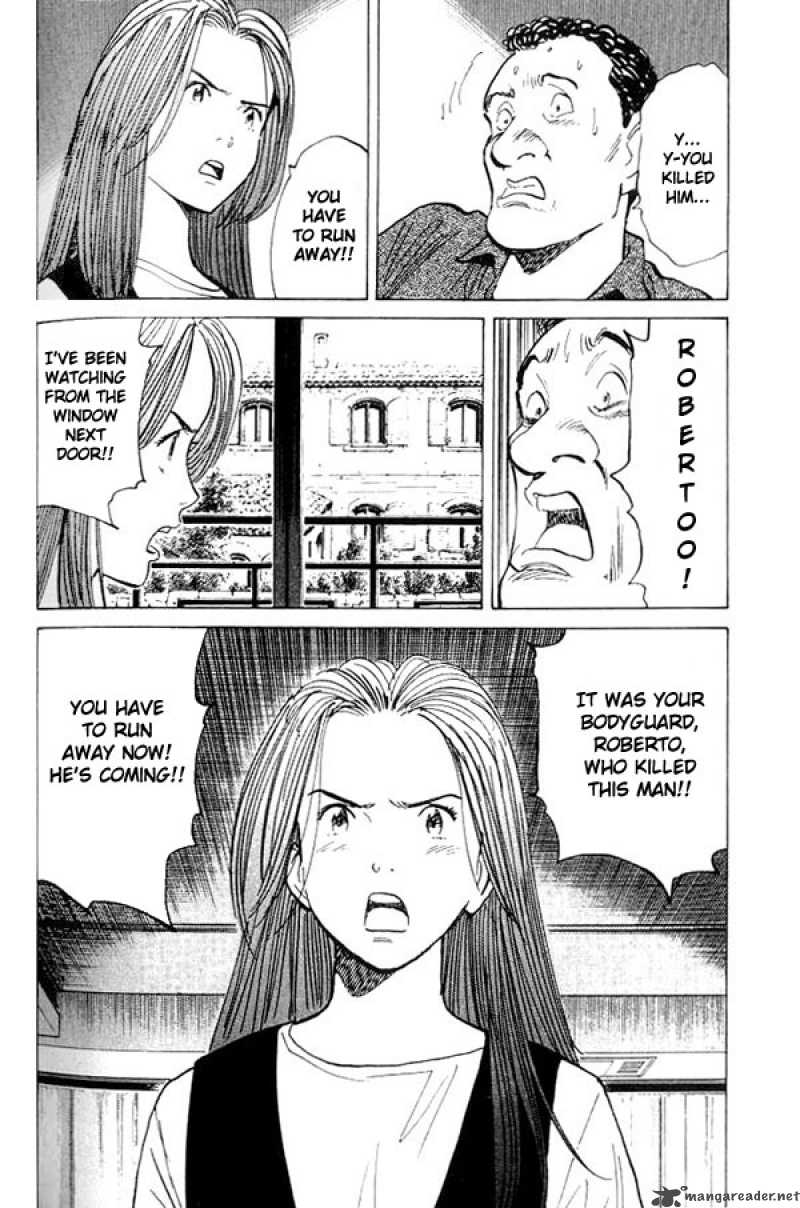 Y...
Y-YOU
KILLED
HIM...
YOU
HAVE
TO RUN
AWAY!!
ROBERTOO!
I'VE BEEN
WATCHING
FROM THE
WINDOW
NEXT
DOOR!!
IT WAS YOUR
BODYGUARD,
ROBERTO,
WHO KILLED
THIS MAN!!
YOU HAVE
TO RUN
AWAY NOW!
HE'S COMING!!
mangareader.net